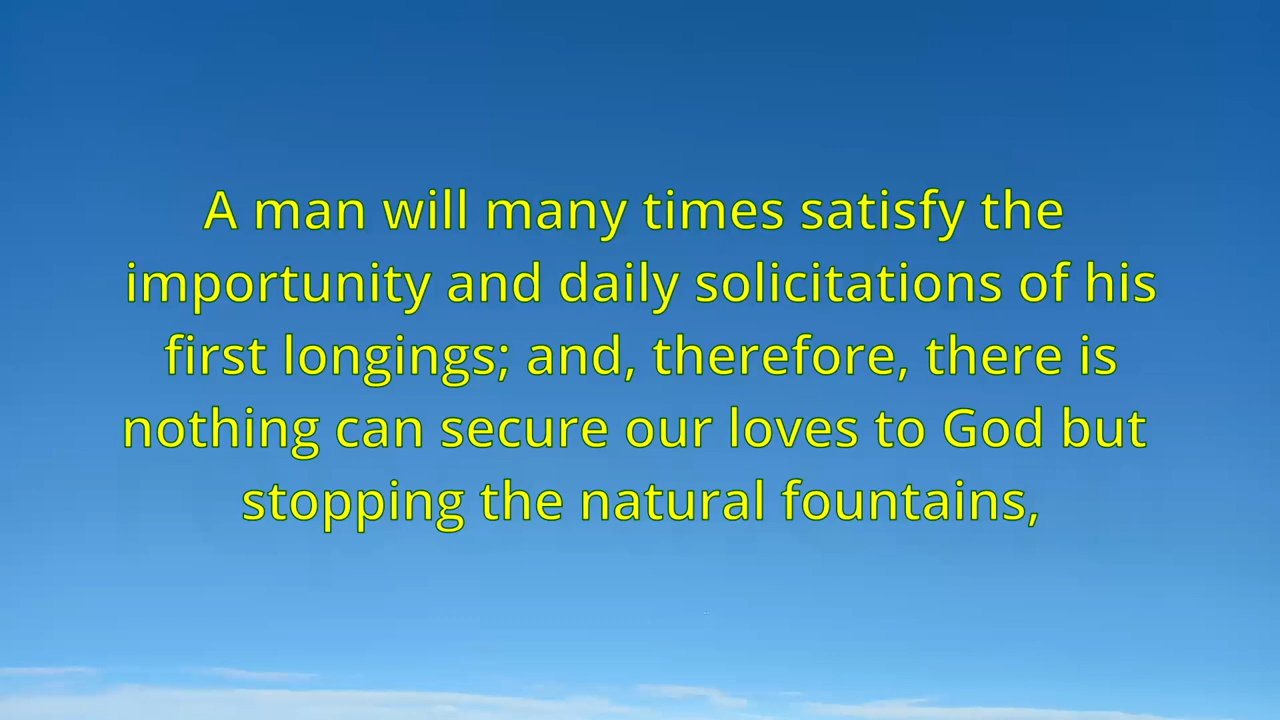 A man will many times satisfy the
importunity and daily solicitations of his
first longings; and, therefore, there is
nothing can secure our loves to God but
stopping the natural fountains,